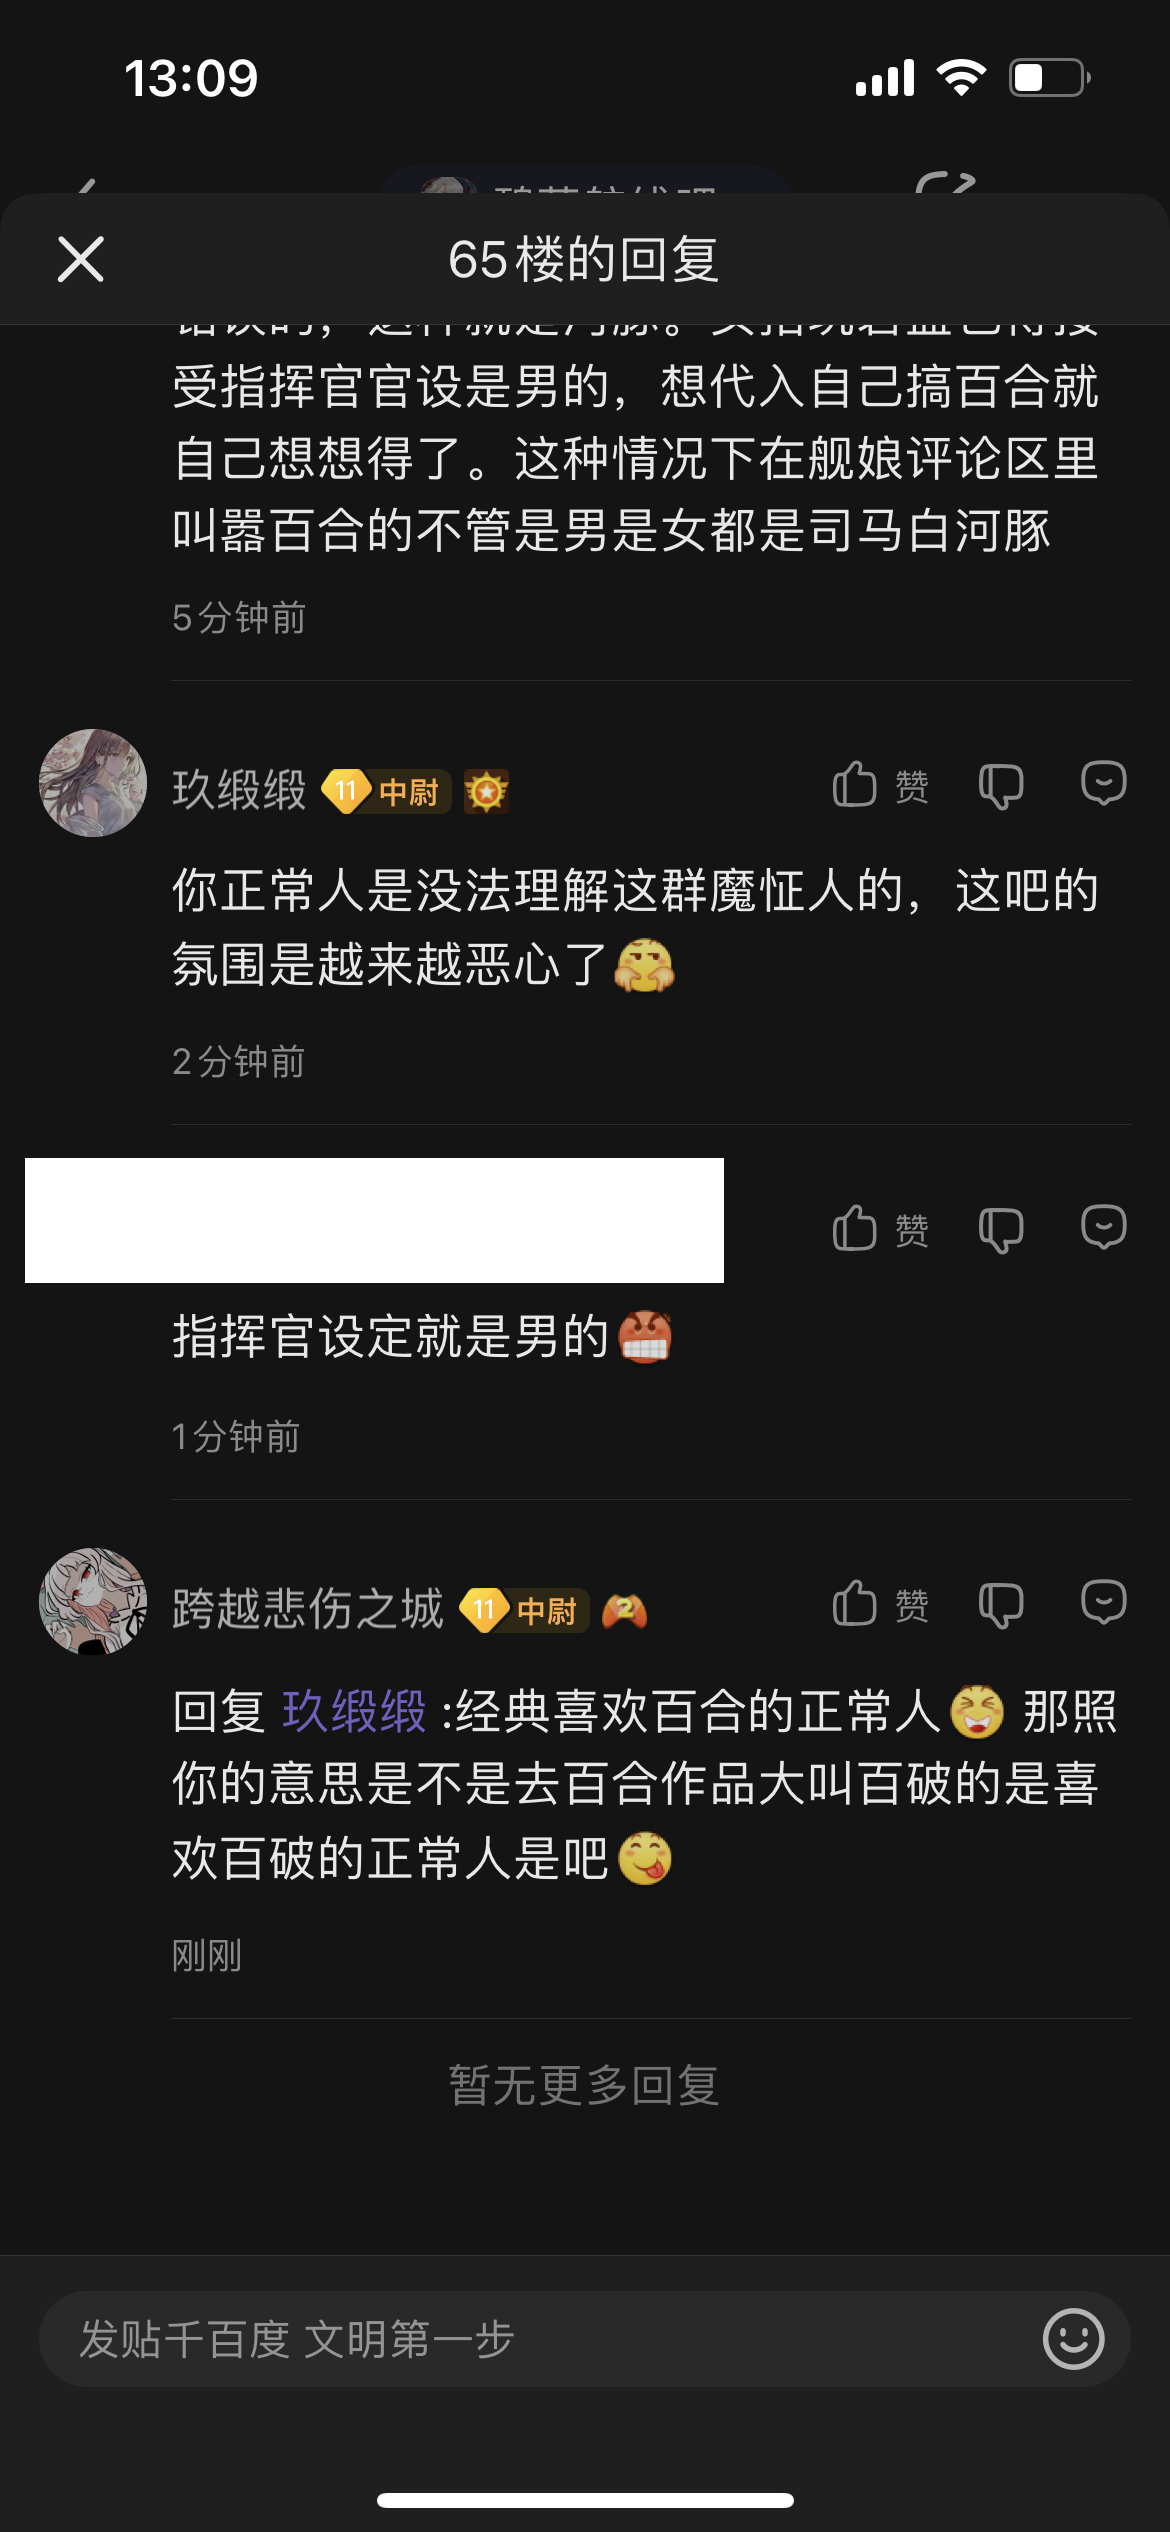 13:09
65楼的回复
受指挥官官设是男的，想代入自己搞百合就
自己想想得了。这种情况下在舰娘评论区里
叫嚣百合的不管是男是女都是司马白河豚
5分钟前
玖缎缎 11 中尉
赞
你正常人是没法理解这群魔怔人的，这吧的
氛围是越来越恶心了
2分钟前
赞
指挥官设定就是男的
1分钟前
跨越悲伤之城 11 中尉 2
赞
回复 玖缎缎 :经典喜欢百合的正常人 那照
你的意思是不是去百合作品大叫百破的是喜
欢百破的正常人是吧
刚刚
暂无更多回复
发贴千百度 文明第一步